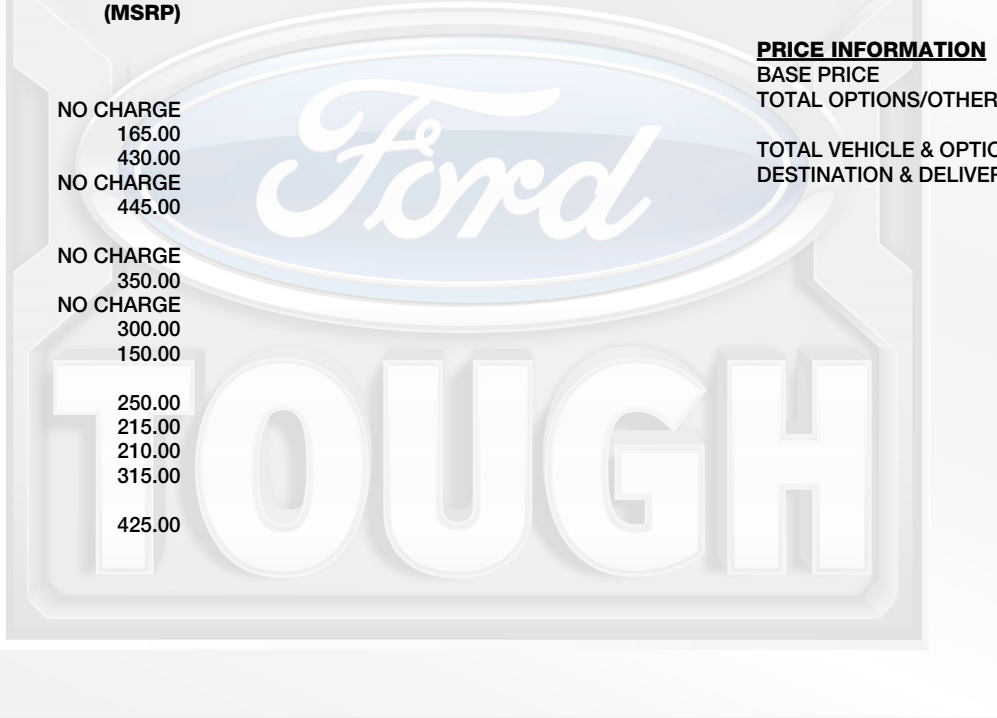 (MSRP)
NO CHARGE
165.00
430.00
NO CHARGE
445.00
NO CHARGE
350.00
NO CHARGE
300.00
150.00
250.00
215.00
210.00
315.00
425.00
PRICE INFORMATION
BASE PRICE
TOTAL OPTIONS/OTHER
TOTAL VEHICLE & OPTIO
DESTINATION & DELIVER
Ford
TOUGH